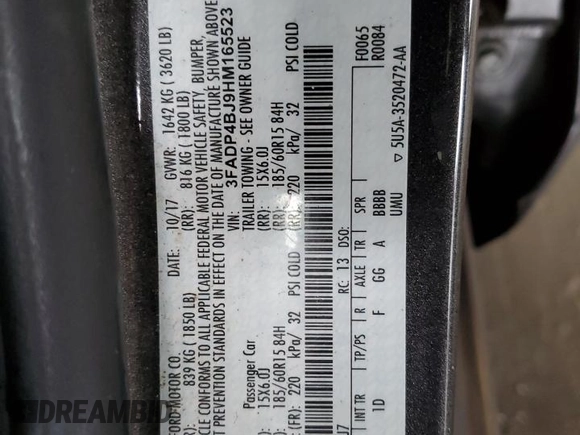 FORD MOTOR CO. DATE: 10/17 GVWR: 1642 KG ( 3620 LB)
839 KG ( 1850 LB) (RR): 816 KG ( 1800 LB)
VEHICLE CONFORMS TO ALL APPLICABLE FEDERAL MOTOR VEHICLE SAFETY, BUMPER,
THEFT PREVENTION STANDARDS IN EFFECT ON THE DATE OF MANUFACTURE SHOWN ABOVE
VIN: 3FADP4BJ9HM165523
Passenger Car TRAILER TOWING - SEE OWNER GUIDE
15X6.0J (RR): 15X6.0J
185/60R15 84H (RR): 185/60R15 84H
(FR): 220 kPa/ 32 PSI COLD (RR): 220 kPa/ 32 PSI COLD
RC: 13 DSO: F0065
R0084
INT TR TP/PS R AXLE TR SPR
1D F GG A BBBB
UMU
▽ 5U5A-3520472-AA
DREAMBID